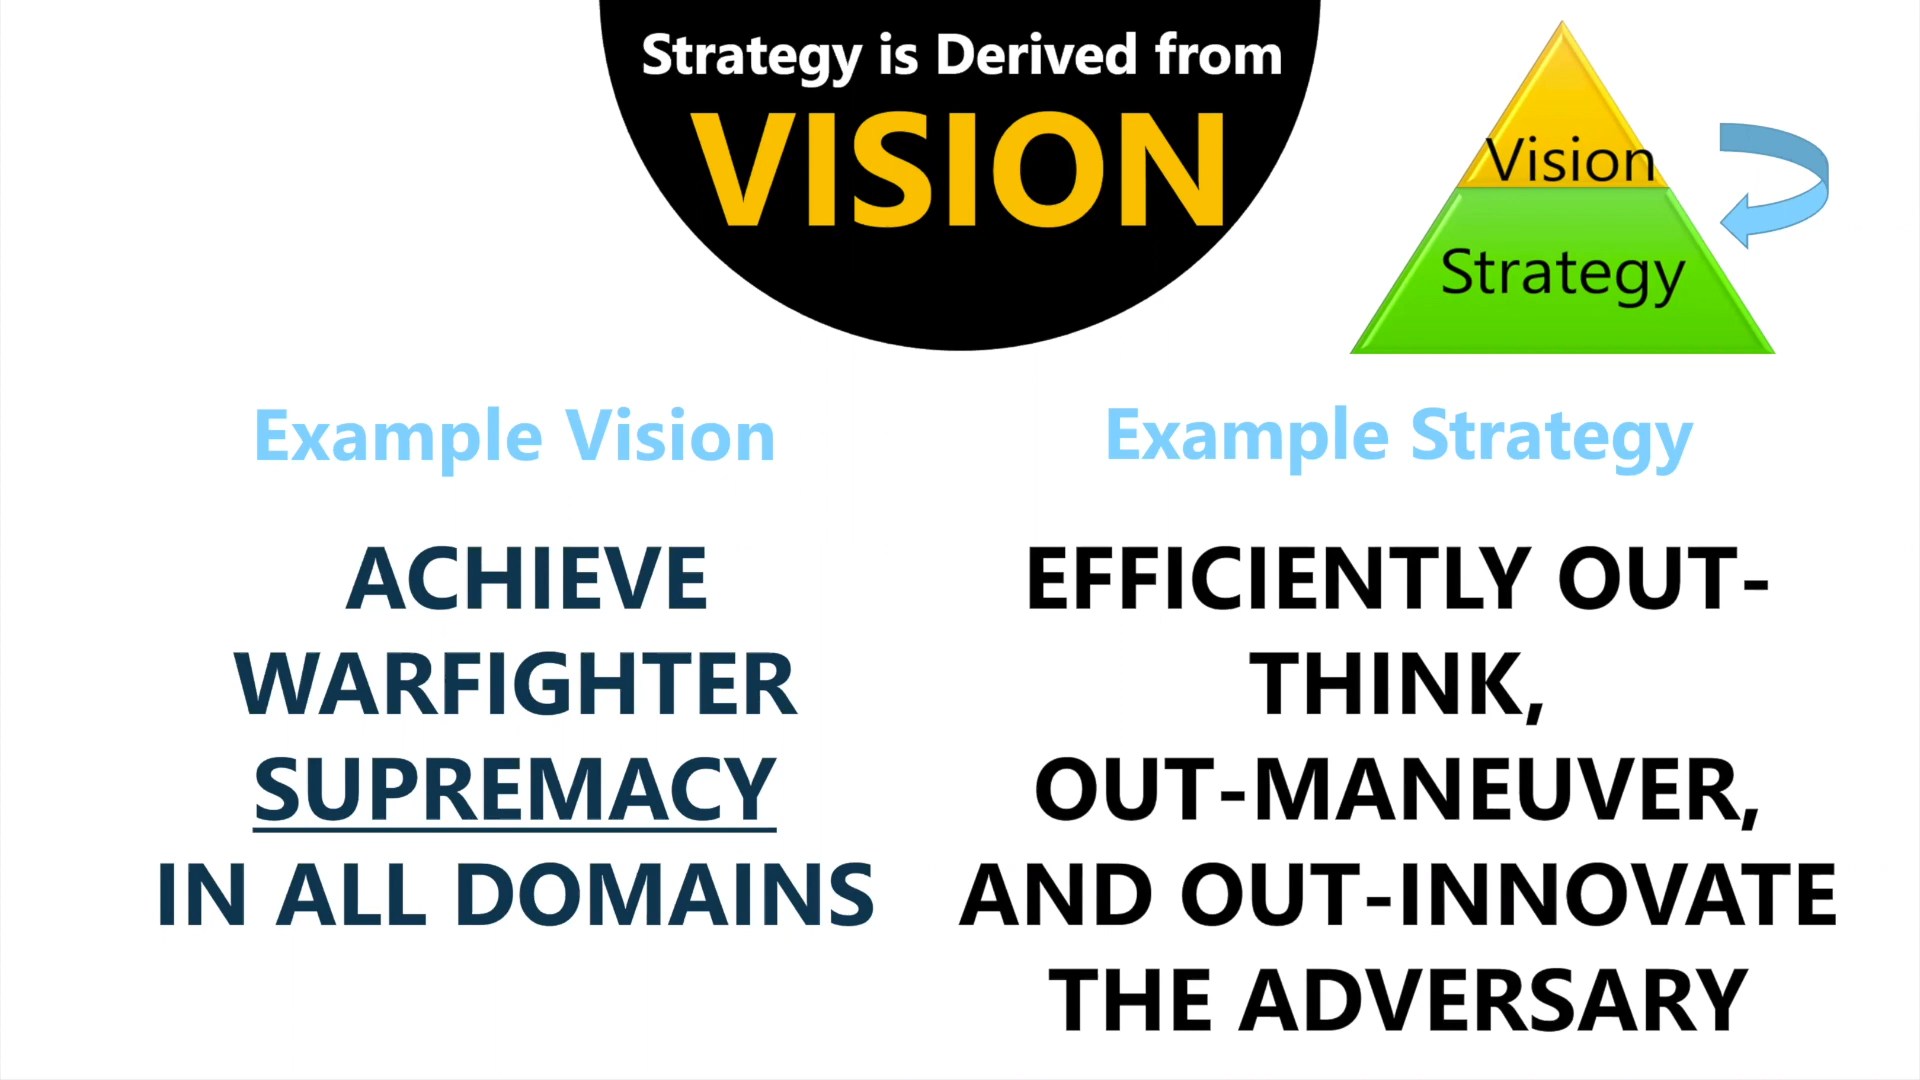 Strategy is Derived from
VISION
Vision
Strategy
Example Vision
ACHIEVE
WARFIGHTER
SUPREMACY
IN ALL DOMAINS
Example Strategy
EFFICIENTLY OUT-
THINK,
OUT-MANEUVER,
AND OUT-INNOVATE
THE ADVERSARY